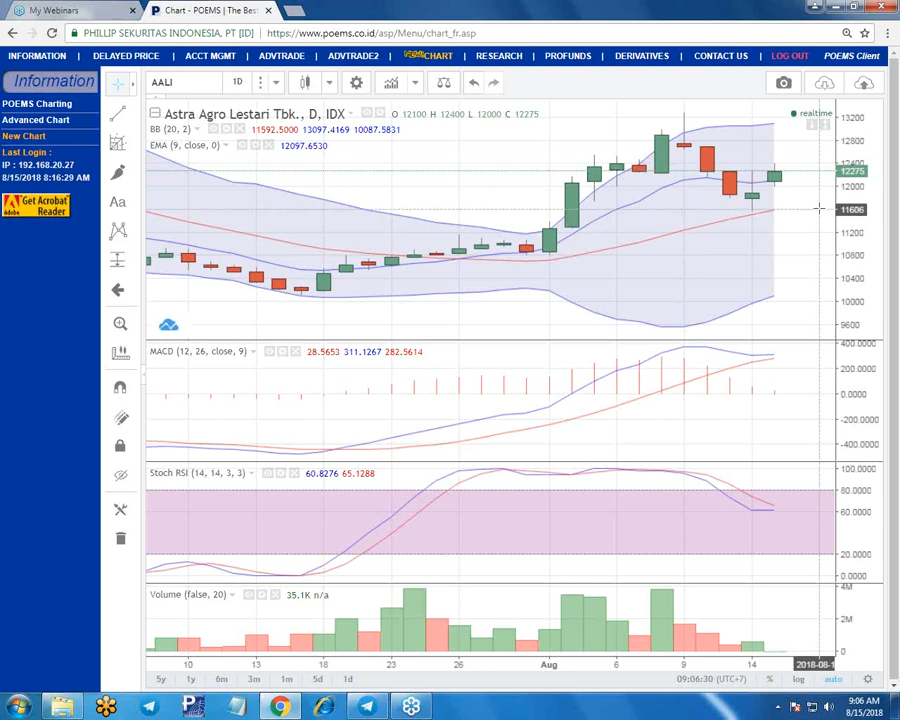 My Webinars
Chart - POEMS | The Bes
PHILLIP SEKURITAS INDONESIA. PT [ID]
https://www.poems.co.id/asp/Menu/chart_fr.asp
INFORMATION
DELAYED PRICE
ACCT MGMT
ADVTRADE
ADVTRADE2
CHART
RESEARCH
PROFUNDS
DERIVATIVES
CONTACT US
LOG OUT
POEMS Client
Information
POEMS Charting
Advanced Chart
New Chart
Last Login :
IP : 192.168.20.27
8/15/2018 8:16:29 AM
Get Acrobat
Reader
Adobe
AALI
1D
Astra Agro Lestari Tbk., D, IDX
O 12100 H 12400 L 12000 C 12275
realtime
BB (20, 2)
11592.5000 13097.4169 10087.5831
EMA (9, close, 0)
12097.6530
13200
12400
12275
12000
11606
11200
10800
10400
10000
9600
MACD (12, 26, close, 9)
28.5653 311.1267 282.5614
400.0000
200.0000
0.0000
-200.0000
-400.0000
Stoch RSI (14, 14, 3, 3)
60.8276 65.1288
100.0000
80.0000
60.0000
20.0000
0.0000
Volume (false, 20)
35.1K n/a
4M
2M
0
10 13 18 23 26 Aug 6 9 14 2018-08-1
5y 1y 6m 3m 1m 5d 1d
09:06:30 (UTC+7)
% log auto
9:06 AM
8/15/2018